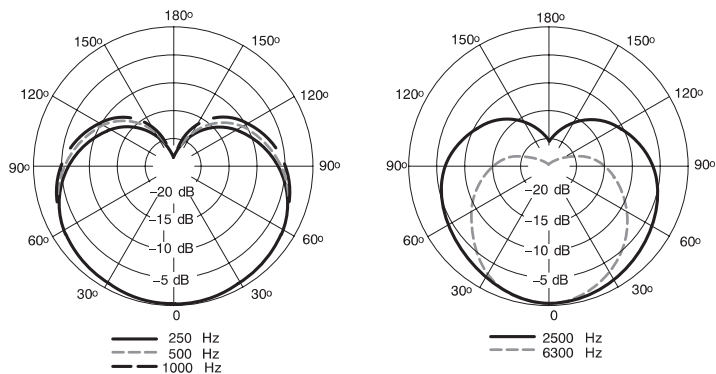 180º
150º 150º
120º 120º
90º 90º
–20 dB
–15 dB
60º 60º
–10 dB
–5 dB
30º 30º
0
250 Hz
500 Hz
1000 Hz
180º
150º 150º
120º 120º
90º 90º
–20 dB
–15 dB
60º 60º
–10 dB
–5 dB
30º 30º
0
2500 Hz
6300 Hz